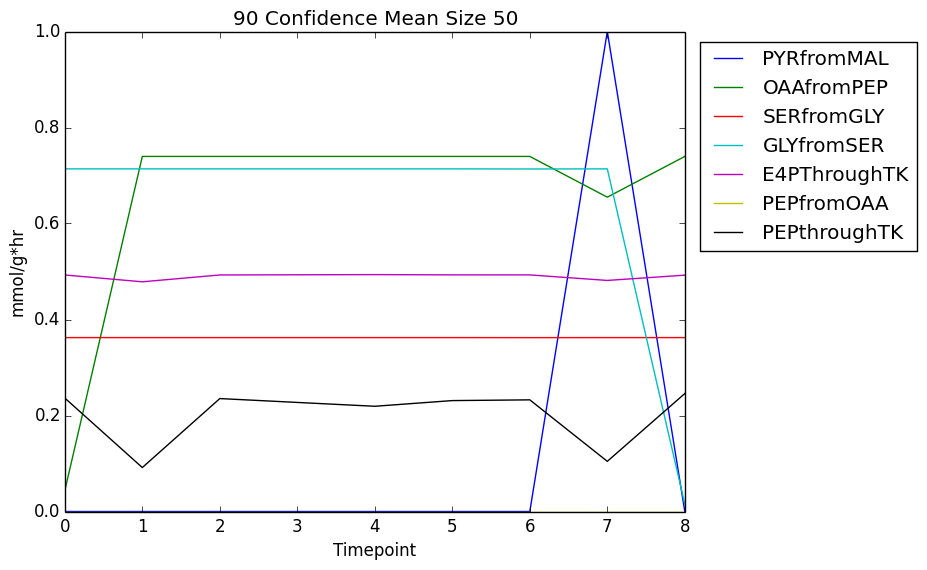 90 Confidence Mean Size 50
1.0
0.8
0.6
0.4
0.2
0.0
mmol/g*hr
0 1 2 3 4 5 6 7 8
Timepoint
PYRfromMAL
OAAfromPEP
SERfromGLY
GLYfromSER
E4PThroughTK
PEPfromOAA
PEPthroughTK